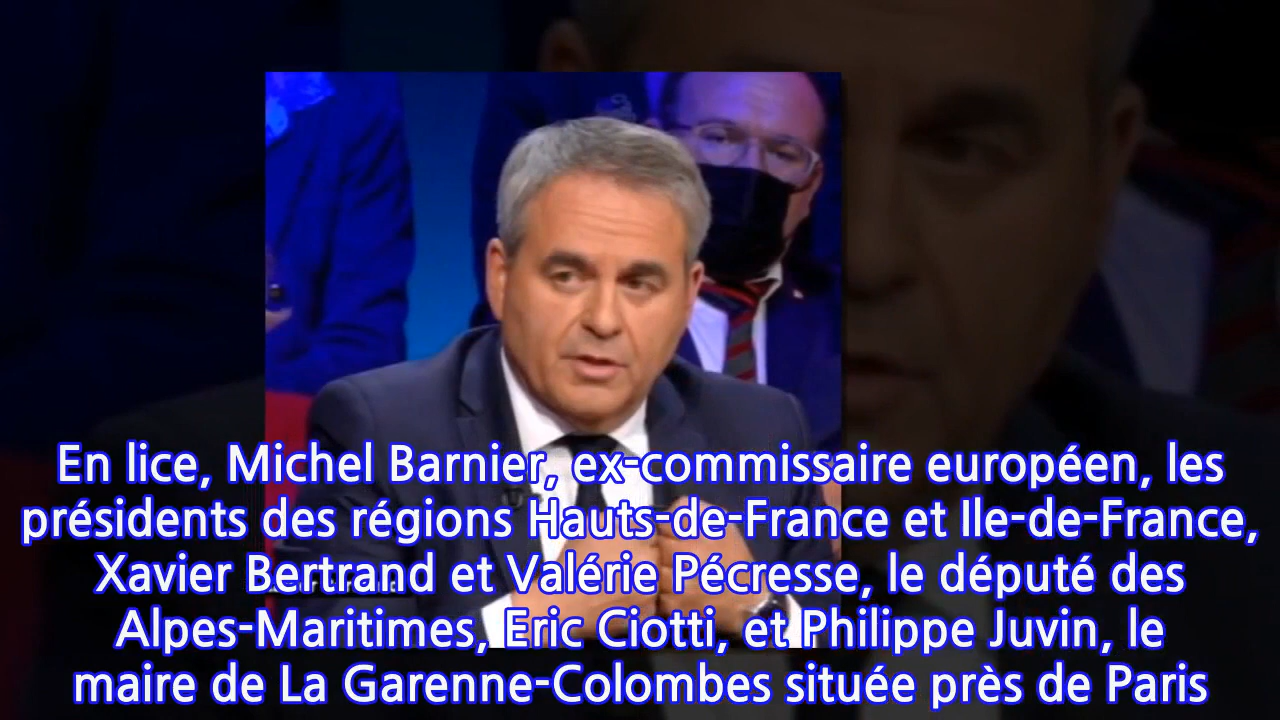 En lice, Michel Barnier, ex-commissaire européen, les
présidents des régions Hauts-de-France et Ile-de-France,
Xavier Bertrand et Valérie Pécresse, le député des
Alpes-Maritimes, Eric Ciotti, et Philippe Juvin, le
maire de La Garenne-Colombes située près de Paris